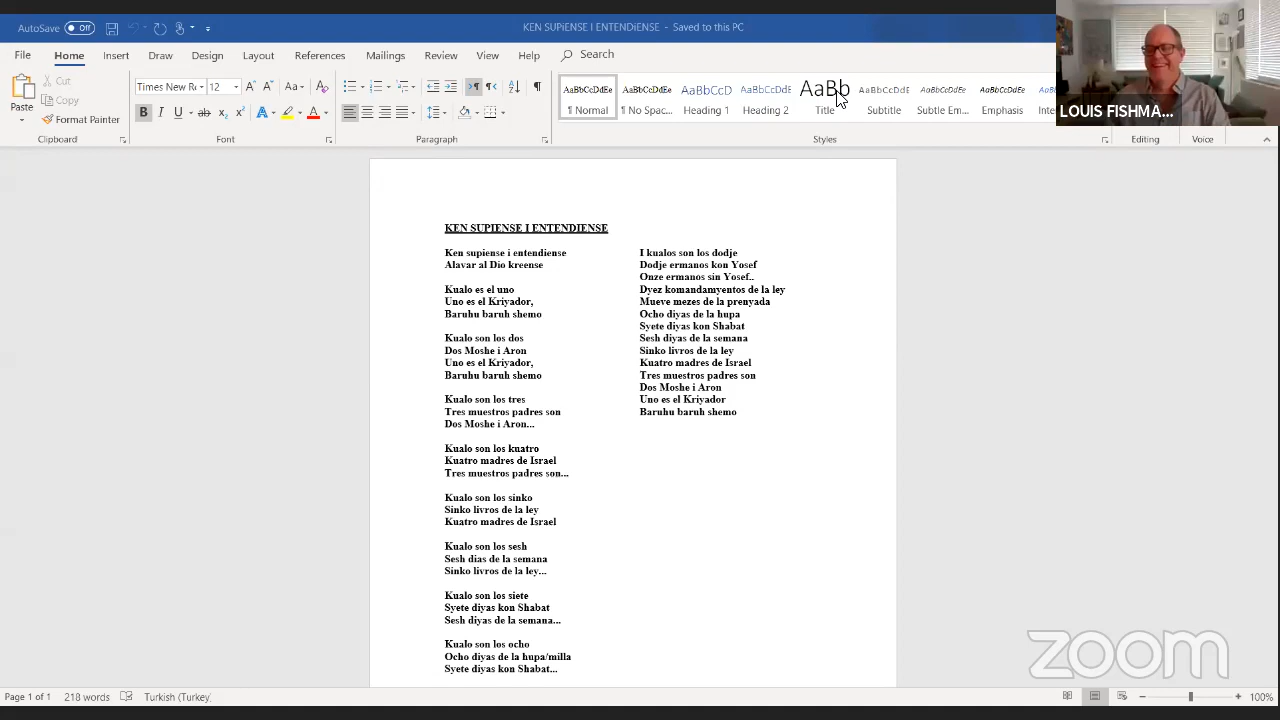 AutoSave Off
KEN SUPiENSE I ENTENDiENSE - Saved to this PC
File Home Insert Draw Design Layout References Mailings Review View Help Search
Paste
Cut
Copy
Format Painter
Times New Ro 12
AaBbCcDdEe AaBbCcDdEe AaBbCcD AaBbCcDdE AaBb AaBbCcDdE AaBbCcDdEe AaBbCcDdEe
¶ Normal ¶ No Spac... Heading 1 Heading 2 Title Subtitle Subtle Em... Emphasis
Clipboard Font Paragraph Styles Editing Voice
LOUIS FISHMA...
KEN SUPIENSE I ENTENDIENSE
Ken supiense i entendiense
Alavar al Dio kreense
Kualo es el uno
Uno es el Kriyador,
Baruhu baruh shemo
Kualo son los dos
Dos Moshe i Aron
Uno es el Kriyador,
Baruhu baruh shemo
Kualo son los tres
Tres muestros padres son
Dos Moshe i Aron...
Kualo son los kuatro
Kuatro madres de Israel
Tres muestros padres son...
Kualo son los sinko
Sinko livros de la ley
Kuatro madres de Israel
Kualo son los sesh
Sesh dias de la semana
Sinko livros de la ley...
Kualo son los siete
Syete diyas kon Shabat
Sesh diyas de la semana...
Kualo son los ocho
Ocho diyas de la hupa/milla
Syete diyas kon Shabat...
I kualos son los dodje
Dodje ermanos kon Yosef
Onze ermanos sin Yosef..
Dyez komandamyentos de la ley
Mueve mezes de la prenyada
Ocho diyas de la hupa
Syete diyas kon Shabat
Sesh diyas de la semana
Sinko livros de la ley
Kuatro madres de Israel
Tres muestros padres son
Dos Moshe i Aron
Uno es el Kriyador
Baruhu baruh shemo
zoom
Page 1 of 1 218 words Turkish (Turkey) 100%